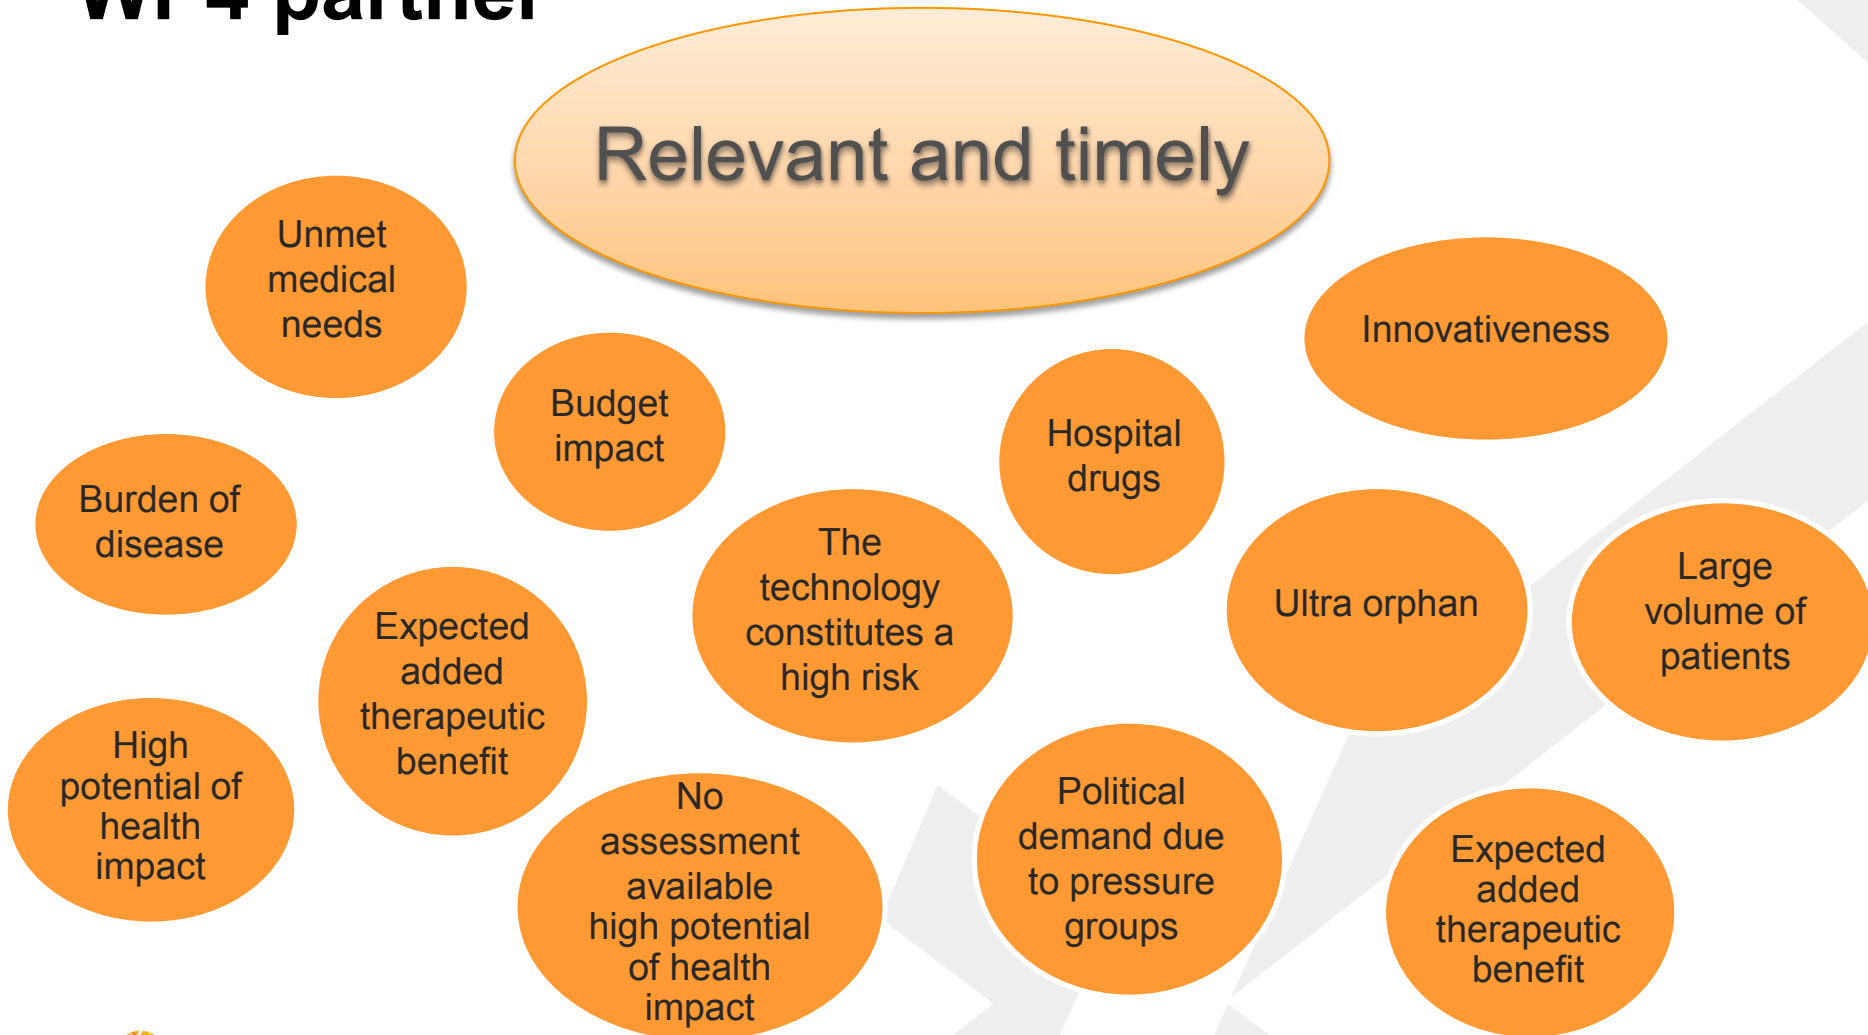 WP4 partner
Relevant and timely
Unmet
medical
needs
Innovativeness
Budget
impact
Hospital
drugs
Burden of
disease
The
technology
constitutes a
high risk
Ultra orphan
Large
volume of
patients
Expected
added
therapeutic
benefit
High
potential of
health
impact
No
assessment
available
high potential
of health
impact
Political
demand due
to pressure
groups
Expected
added
therapeutic
benefit